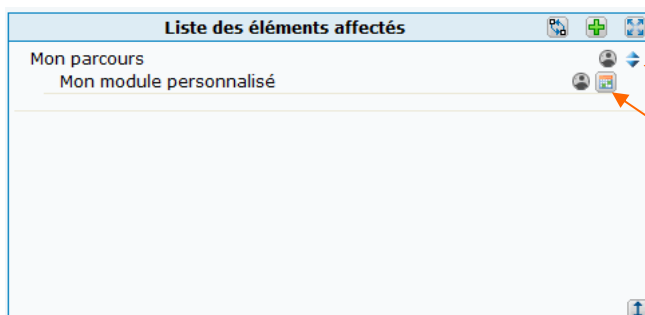 Liste des éléments affectés
Mon parcours
Mon module personnalisé